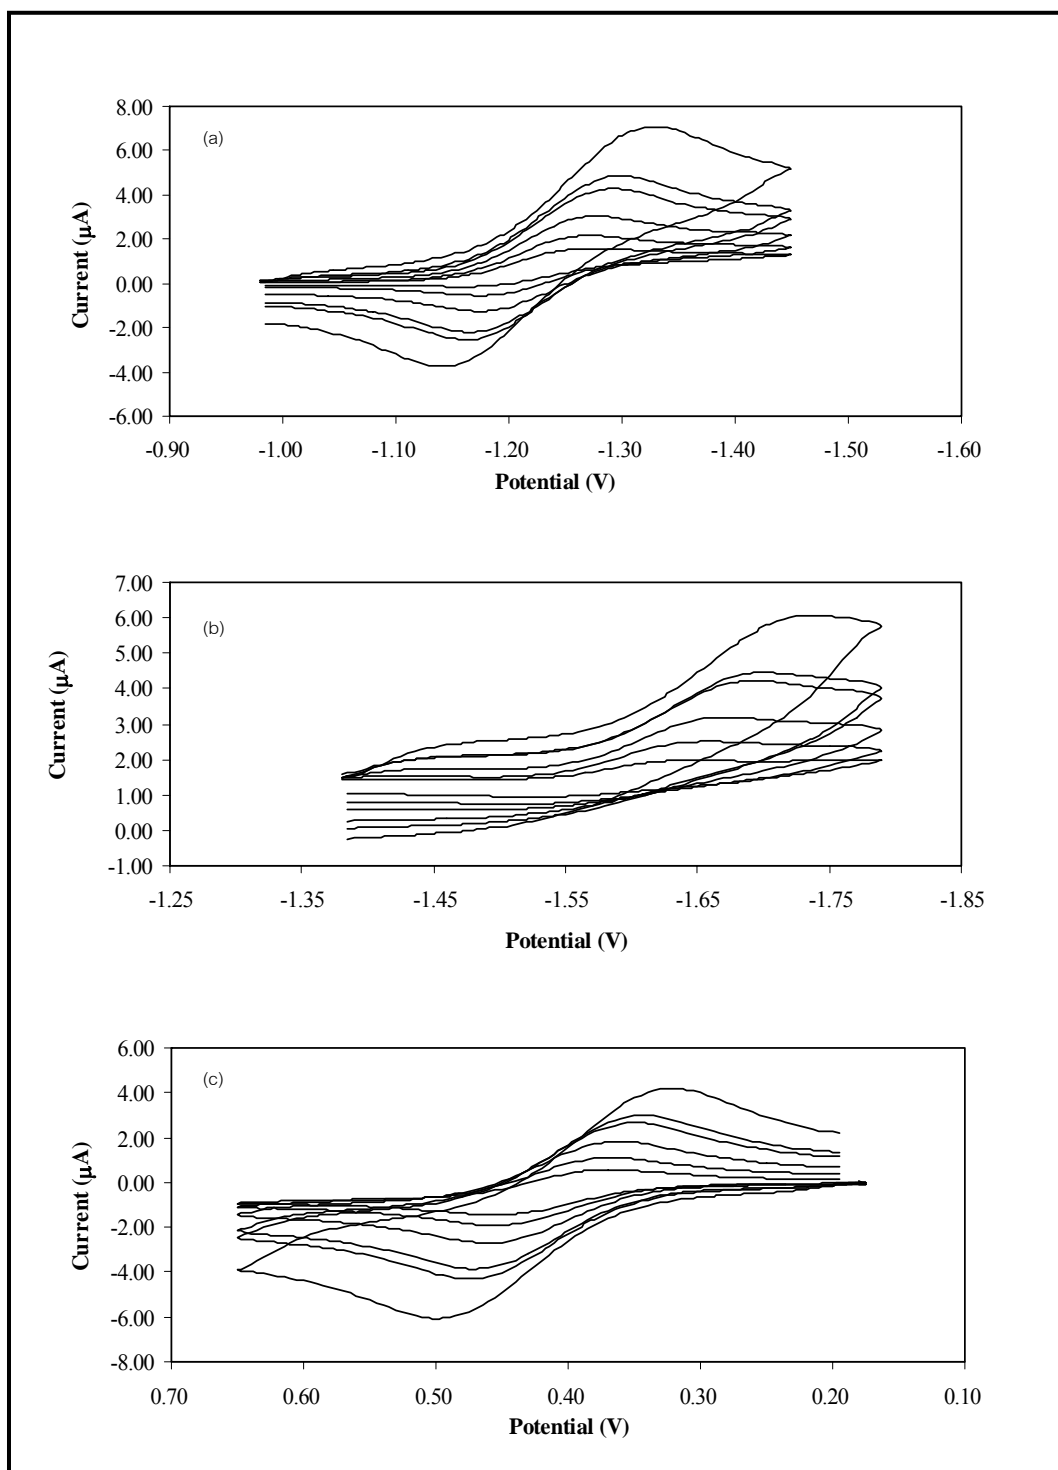 (a)
8.00
6.00
4.00
2.00
0.00
-2.00
-4.00
-6.00
Current (µA)
-0.90 -1.00 -1.10 -1.20 -1.30 -1.40 -1.50 -1.60
Potential (V)
(b)
7.00
6.00
5.00
4.00
3.00
2.00
1.00
0.00
-1.00
Current (µA)
-1.25 -1.35 -1.45 -1.55 -1.65 -1.75 -1.85
Potential (V)
(c)
6.00
4.00
2.00
0.00
-2.00
-4.00
-6.00
-8.00
Current (µA)
0.70 0.60 0.50 0.40 0.30 0.20 0.10
Potential (V)